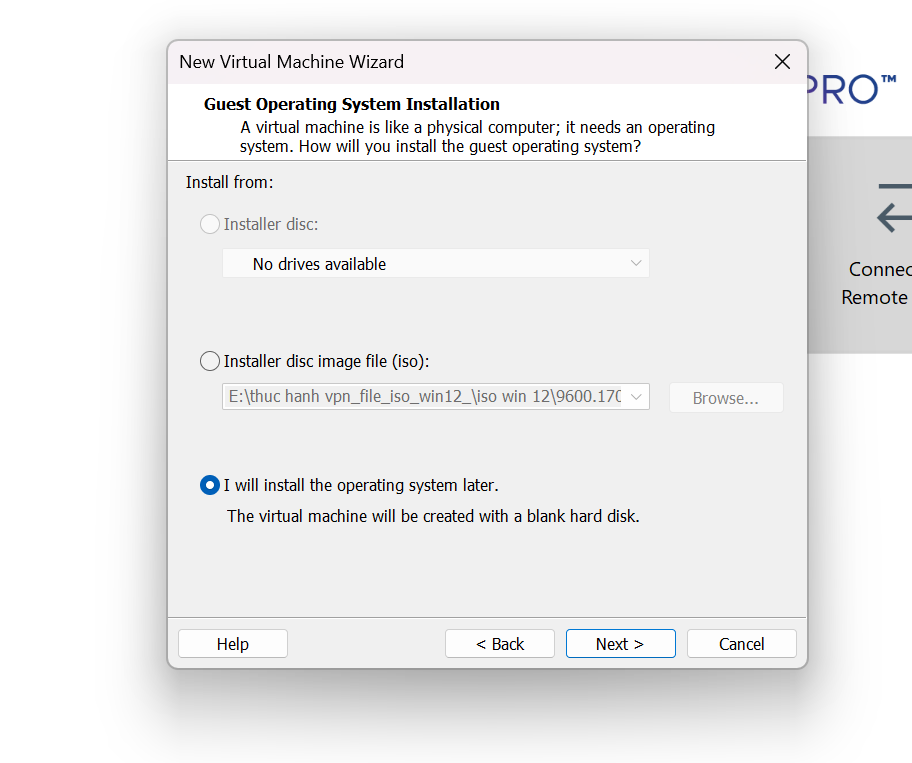 New Virtual Machine Wizard
PRO™
Guest Operating System Installation
A virtual machine is like a physical computer; it needs an operating
system. How will you install the guest operating system?
Install from:
Installer disc:
No drives available
Connec
Remote
Installer disc image file (iso):
E:\thuc hanh vpn_file_iso_win12_\iso win 12\9600.170
Browse...
I will install the operating system later.
The virtual machine will be created with a blank hard disk.
Help
< Back
Next >
Cancel